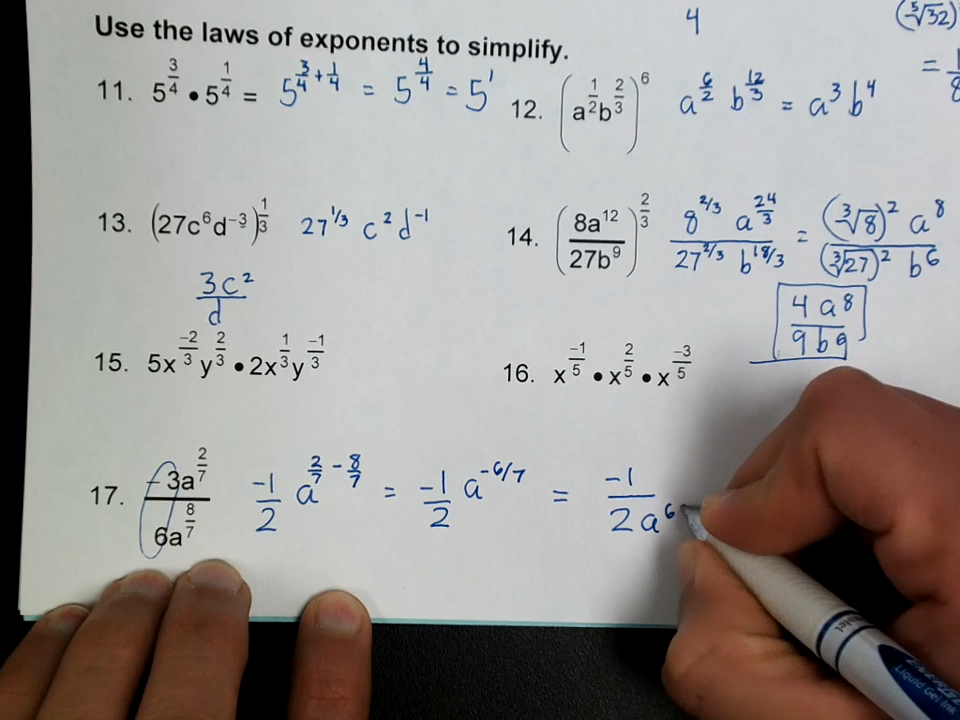 4 (⁵√32)
Use the laws of exponents to simplify.
= 1/8
11. 5^(3/4) • 5^(1/4) = 5^(3/4 + 1/4) = 5^(4/4) = 5^1
12. (a^(1/2) b^(2/3))^6 a^(6/2) b^(12/3) = a^3 b^4
13. (27c^6 d^-3)^(1/3) 27^(1/3) c^2 d^-1
3c^2/d
14. (8a^12/27b^9)^(2/3) 8^(2/3) a^(24/3) / 27^(2/3) b^(18/3) = (³√8)^2 a^8 / (³√27)^2 b^6
4a^8/9b^9
15. 5x^(-2/3) y^(2/3) • 2x^(1/3) y^(-1/3)
16. x^(-1/5) • x^(2/5) • x^(-3/5)
17. -3a^(2/7) / 6a^(8/7) -1/2 a^(2/7 - 8/7) = -1/2 a^(-6/7) = -1/2a^6
Liquid Gel Ink